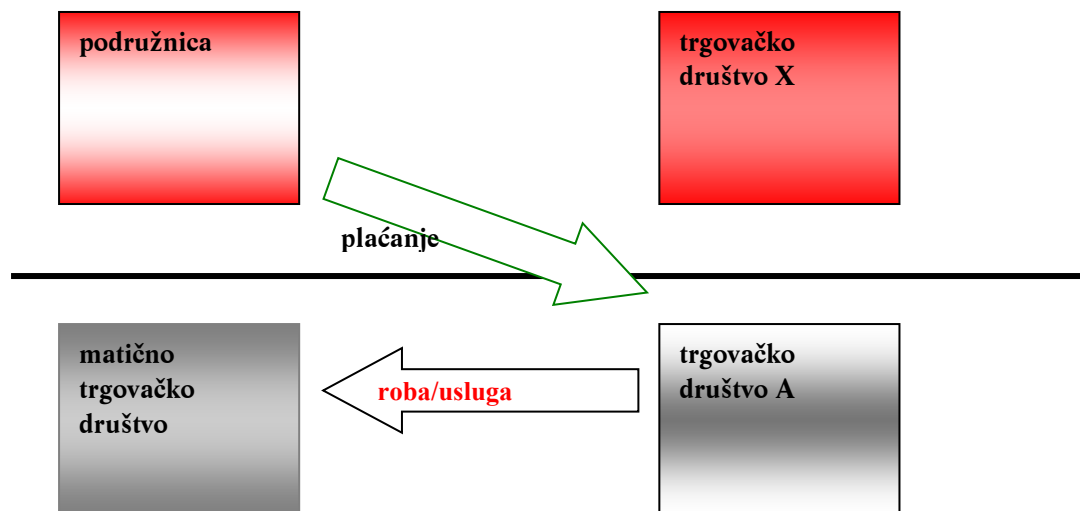 podružnica
trgovačko
društvo X
plaćanje
matično
trgovačko
društvo
roba/usluga
trgovačko
društvo A